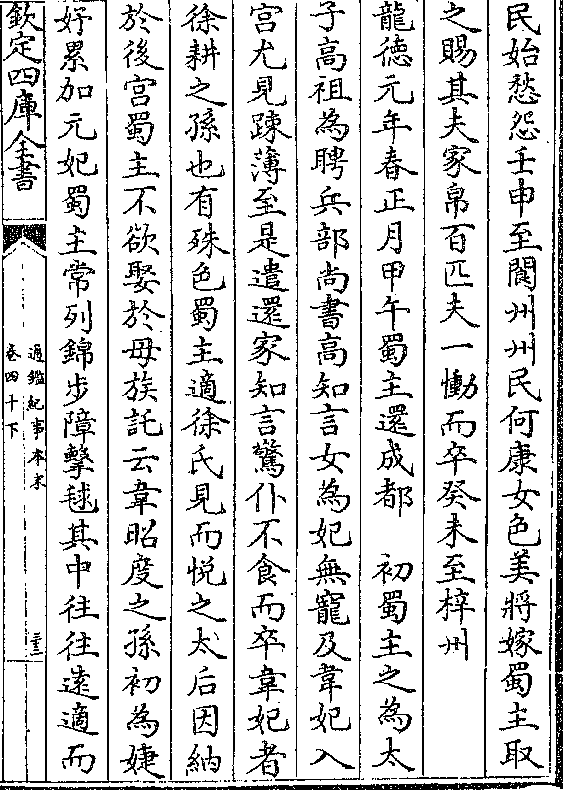 民始愁怨壬申至閬州州民何康女色美將嫁蜀主取
之賜其夫家帛百匹夫一慟而卒癸未至梓州
龍德元年春正月甲午蜀主還成都　初蜀主之為太
子高祖為聘兵部尚書高知言女為妃無寵及韋妃入
宫尤見踈薄至是遣還家知言驚仆不食而卒韋妃者
徐耕之孫也有殊色蜀主適徐氏見而悦之太后因納
於後宫蜀主不欲娶於母族託云韋昭度之孫初為婕
妤累加元妃蜀主常列錦步障擊毬其中往往逺適而
欽定四庫全書
通鑑紀事本末
卷四十下
三十三